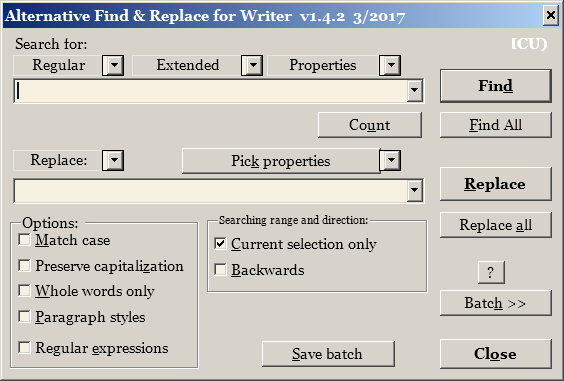 Alternative Find & Replace for Writer v1.4.2 3/2017
Search for:
[CU)
Regular Extended Properties
Find
Count
Find All
Replace: Pick properties
Replace
Options:
Match case
Preserve capitalization
Whole words only
Paragraph styles
Regular expressions
Searching range and direction:
Current selection only
Backwards
Replace all
?
Batch >>
Save batch
Close